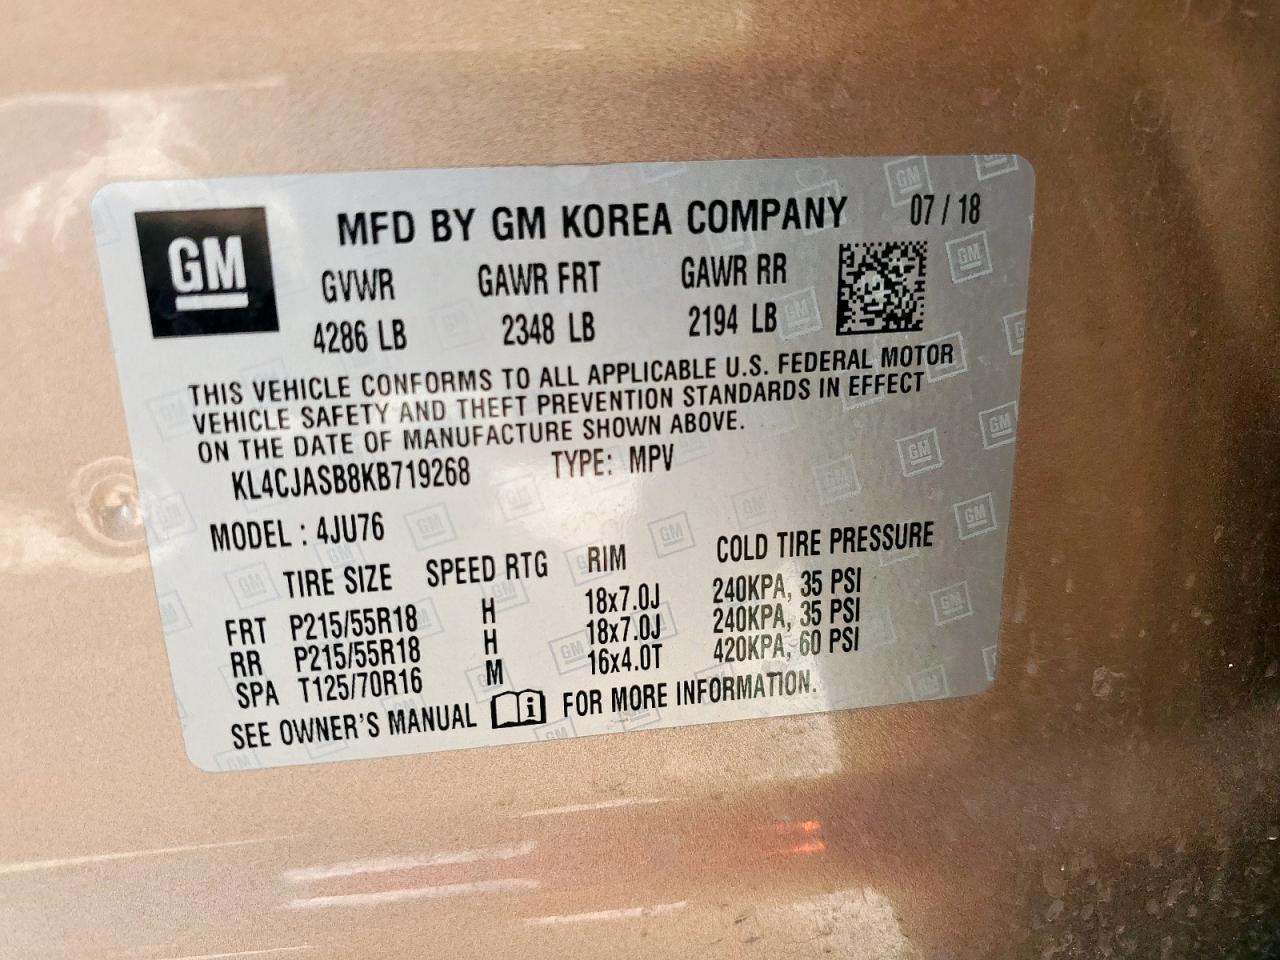 GM
MFD BY GM KOREA COMPANY 07 / 18
GVWR GAWR FRT GAWR RR
4286 LB 2348 LB 2194 LB
THIS VEHICLE CONFORMS TO ALL APPLICABLE U.S. FEDERAL MOTOR
VEHICLE SAFETY AND THEFT PREVENTION STANDARDS IN EFFECT
ON THE DATE OF MANUFACTURE SHOWN ABOVE.
KL4CJASB8KB719268 TYPE: MPV
MODEL : 4JU76
TIRE SIZE SPEED RTG RIM COLD TIRE PRESSURE
FRT P215/55R18 H 18x7.0J 240KPA, 35 PSI
RR P215/55R18 H 18x7.0J 240KPA, 35 PSI
SPA T125/70R16 M 16x4.0T 420KPA, 60 PSI
SEE OWNER'S MANUAL i FOR MORE INFORMATION.